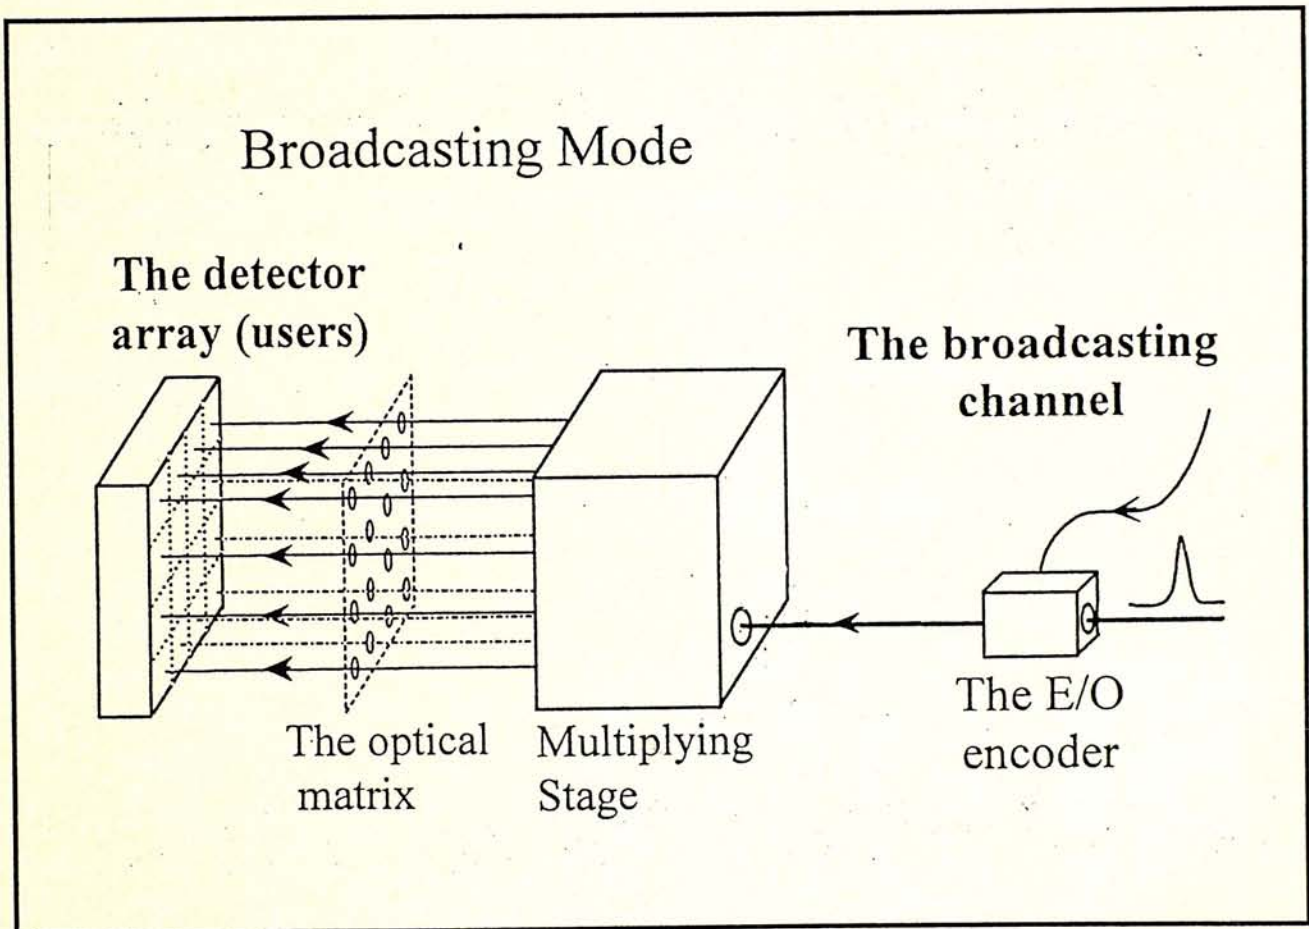 Broadcasting Mode
The detector
array (users)
The broadcasting
channel
The optical
matrix
Multiplying
Stage
The E/O
encoder